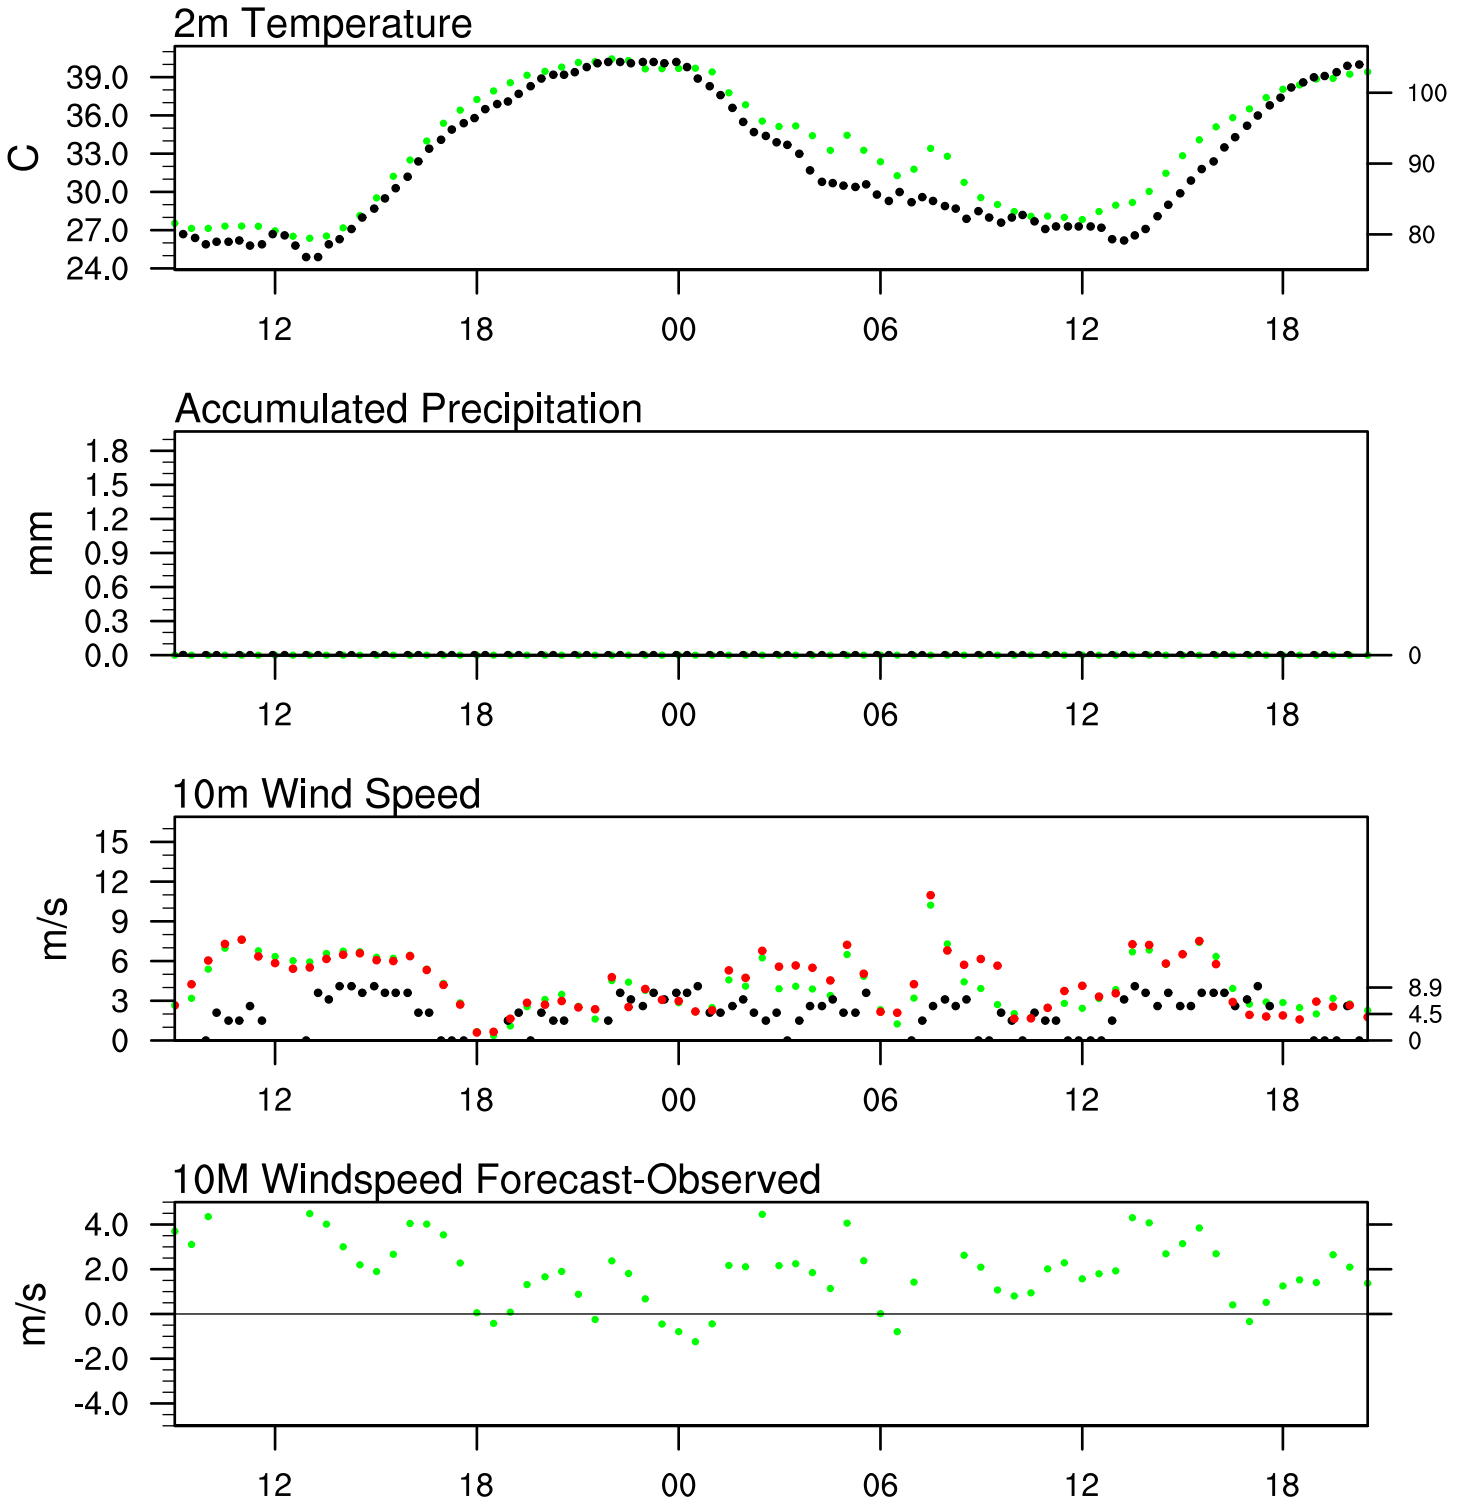 2m Temperature
39.0
36.0
33.0
30.0
27.0
24.0
C
100
90
80
12 18 00 06 12 18
Accumulated Precipitation
1.8
1.5
1.2
0.9
0.6
0.3
0.0
mm
0
12 18 00 06 12 18
10m Wind Speed
15
12
9
6
3
0
m/s
8.9
4.5
0
12 18 00 06 12 18
10M Windspeed Forecast-Observed
4.0
2.0
0.0
-2.0
-4.0
m/s
12 18 00 06 12 18